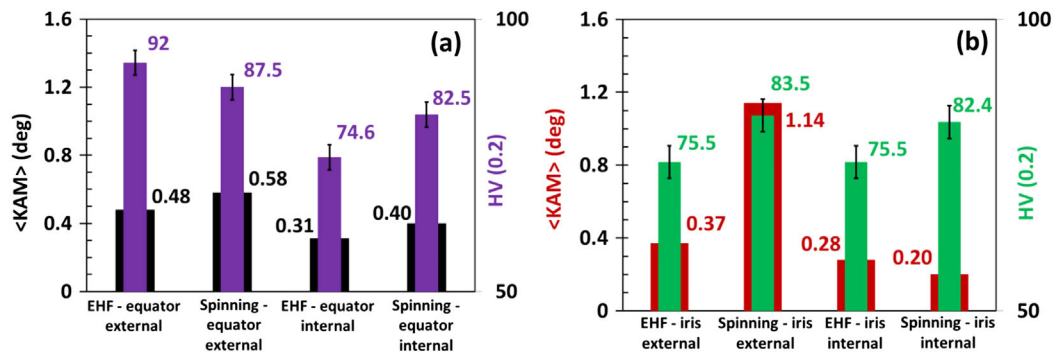 1.6
1.2
0.8
0.4
0
<KAM> (deg)
(a)
92
87.5
74.6
82.5
0.48
0.58
0.31
0.40
100
50
HV (0.2)
EHF - equator
external
Spinning -
equator
external
EHF - equator
internal
Spinning -
equator
internal
1.6
1.2
0.8
0.4
0
<KAM> (deg)
(b)
75.5
83.5
1.14
75.5
82.4
0.37
0.28
0.20
100
50
HV (0.2)
EHF - iris
external
Spinning - iris
external
EHF - iris
internal
Spinning - iris
internal